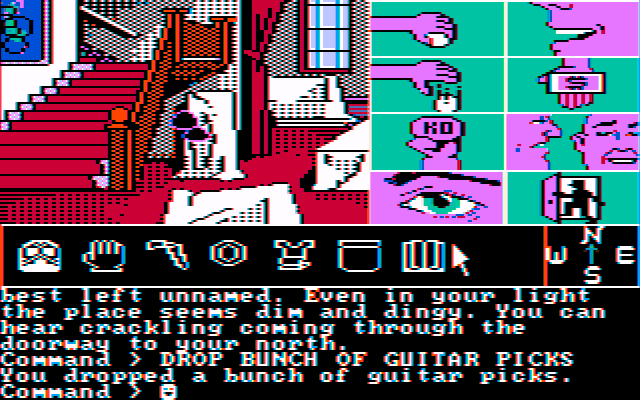 $
KO
N
W E
S
best left unnamed. Even in your light
the place seems dim and dingy. You can
hear crackling coming through the
doorway to your north.
Command > DROP BUNCH OF GUITAR PICKS
You dropped a bunch of guitar picks.
Command >